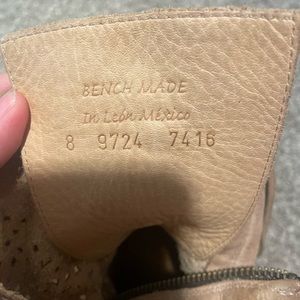 BENCH MADE
In León México
8 9724 7416